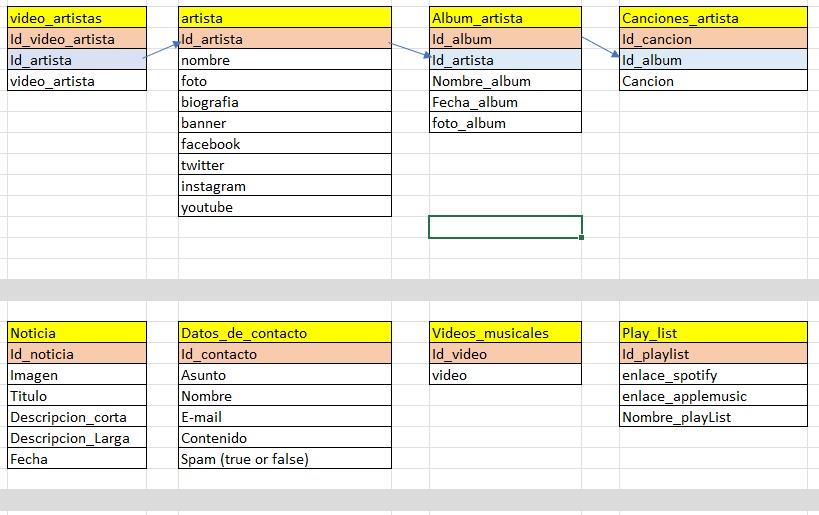 video_artistas
Id_video_artista
Id_artista
video_artista
artista
Id_artista
nombre
foto
biografia
banner
facebook
twitter
instagram
youtube
Album_artista
Id_album
Id_artista
Nombre_album
Fecha_album
foto_album
Canciones_artista
Id_cancion
Id_album
Cancion
Noticia
Id_noticia
Imagen
Titulo
Descripcion_corta
Descripcion_Larga
Fecha
Datos_de_contacto
Id_contacto
Asunto
Nombre
E-mail
Contenido
Spam (true or false)
Videos_musicales
Id_video
video
Play_list
Id_playlist
enlace_spotify
enlace_applemusic
Nombre_playList